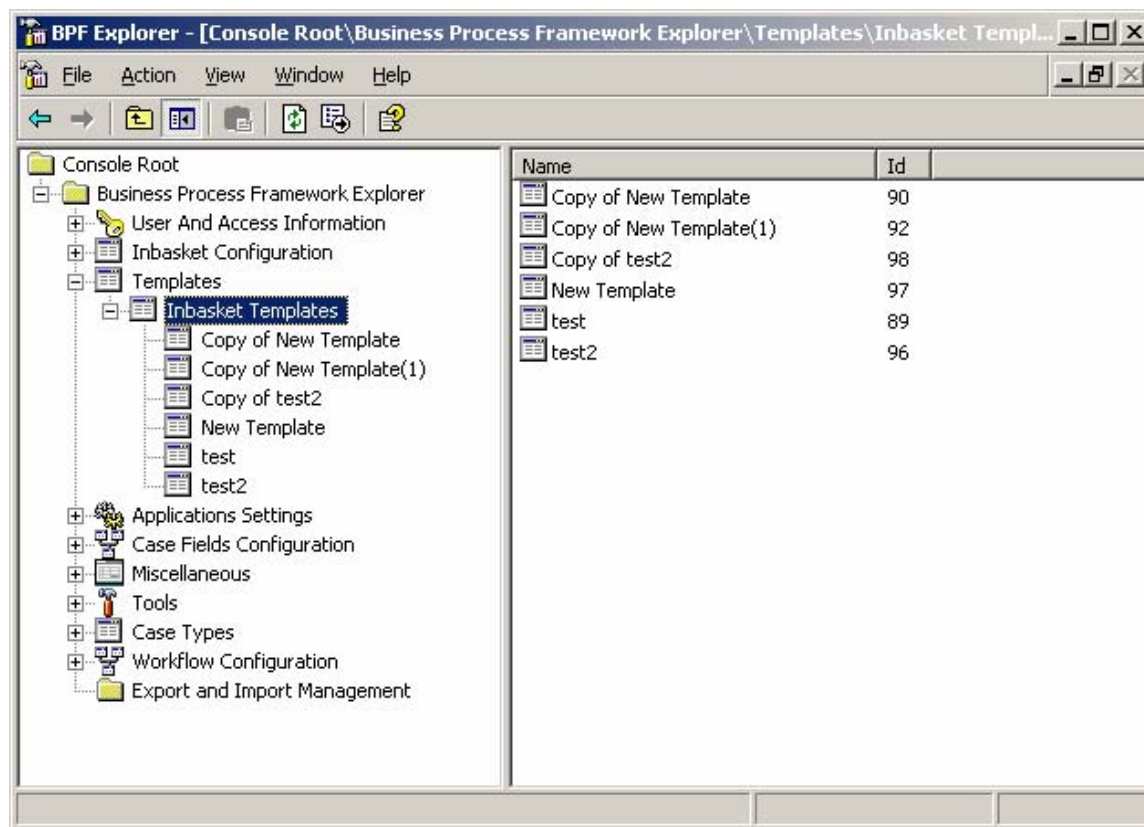 BPF Explorer - [Console Root\Business Process Framework Explorer\Templates\Inbasket Templ...
File Action View Window Help
Console Root
Business Process Framework Explorer
User And Access Information
Inbasket Configuration
Templates
Inbasket Templates
Copy of New Template
Copy of New Template(1)
Copy of test2
New Template
test
test2
Applications Settings
Case Fields Configuration
Miscellaneous
Tools
Case Types
Workflow Configuration
Export and Import Management
Name Id
Copy of New Template 90
Copy of New Template(1) 92
Copy of test2 98
New Template 97
test 89
test2 96